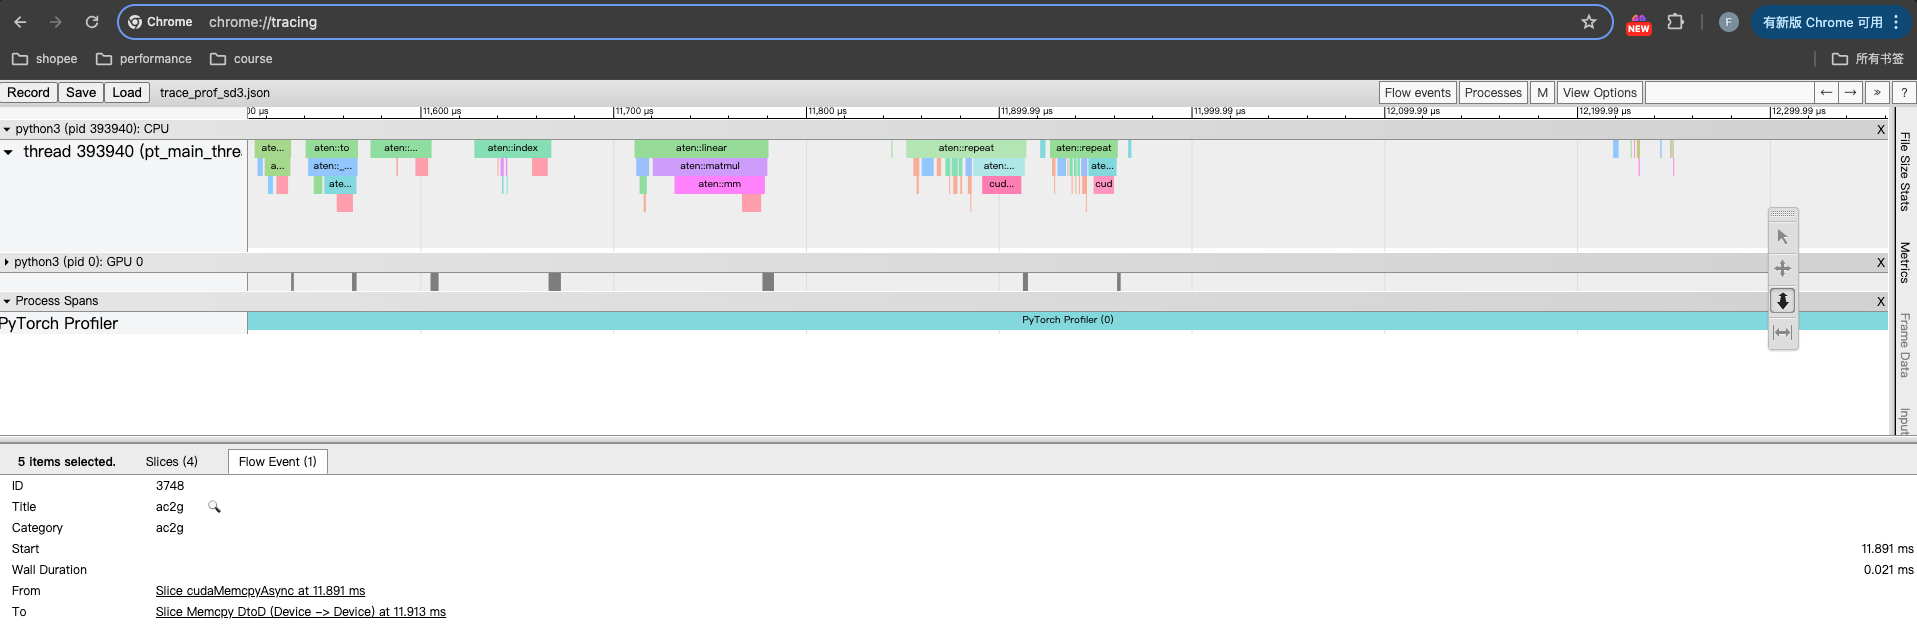 Chrome chrome://tracing NEW F 有新版 Chrome 可用
shopee performance course 所有书签
Record Save Load trace_prof_sd3.json Flow events Processes M View Options ← → » ?
00 µs 11,600 µs 11,700 µs 11,800 µs 11,899.99 µs 11,999.99 µs 12,099.99 µs 12,199.99 µs 12,299.99 µs
python3 (pid 393940): CPU X
thread 393940 (pt_main_threa
ate... aten::to aten::... aten::index aten::linear aten::repeat aten::repeat
a... aten::_... aten::matmul aten:... ate...
ate... aten::mm cud... cud
python3 (pid 0): GPU 0 X
Process Spans X
PyTorch Profiler PyTorch Profiler (0)
File Size Stats
Metrics
Frame Data
Input
5 items selected. Slices (4) Flow Event (1)
ID 3748
Title ac2g
Category ac2g
Start 11.891 ms
Wall Duration 0.021 ms
From Slice cudaMemcpyAsync at 11.891 ms
To Slice Memcpy DtoD (Device -> Device) at 11.913 ms